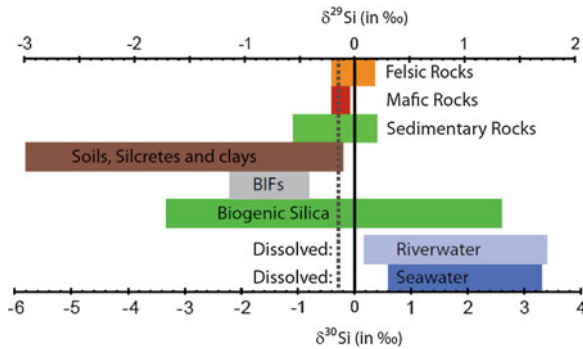 δ²⁹Si (in ‰)
-3 -2 -1 0 1 2
Felsic Rocks
Mafic Rocks
Sedimentary Rocks
Soils, Silcretes and clays
BIFs
Biogenic Silica
Dissolved: Riverwater
Dissolved: Seawater
-6 -5 -4 -3 -2 -1 0 1 2 3 4
δ³⁰Si (in ‰)